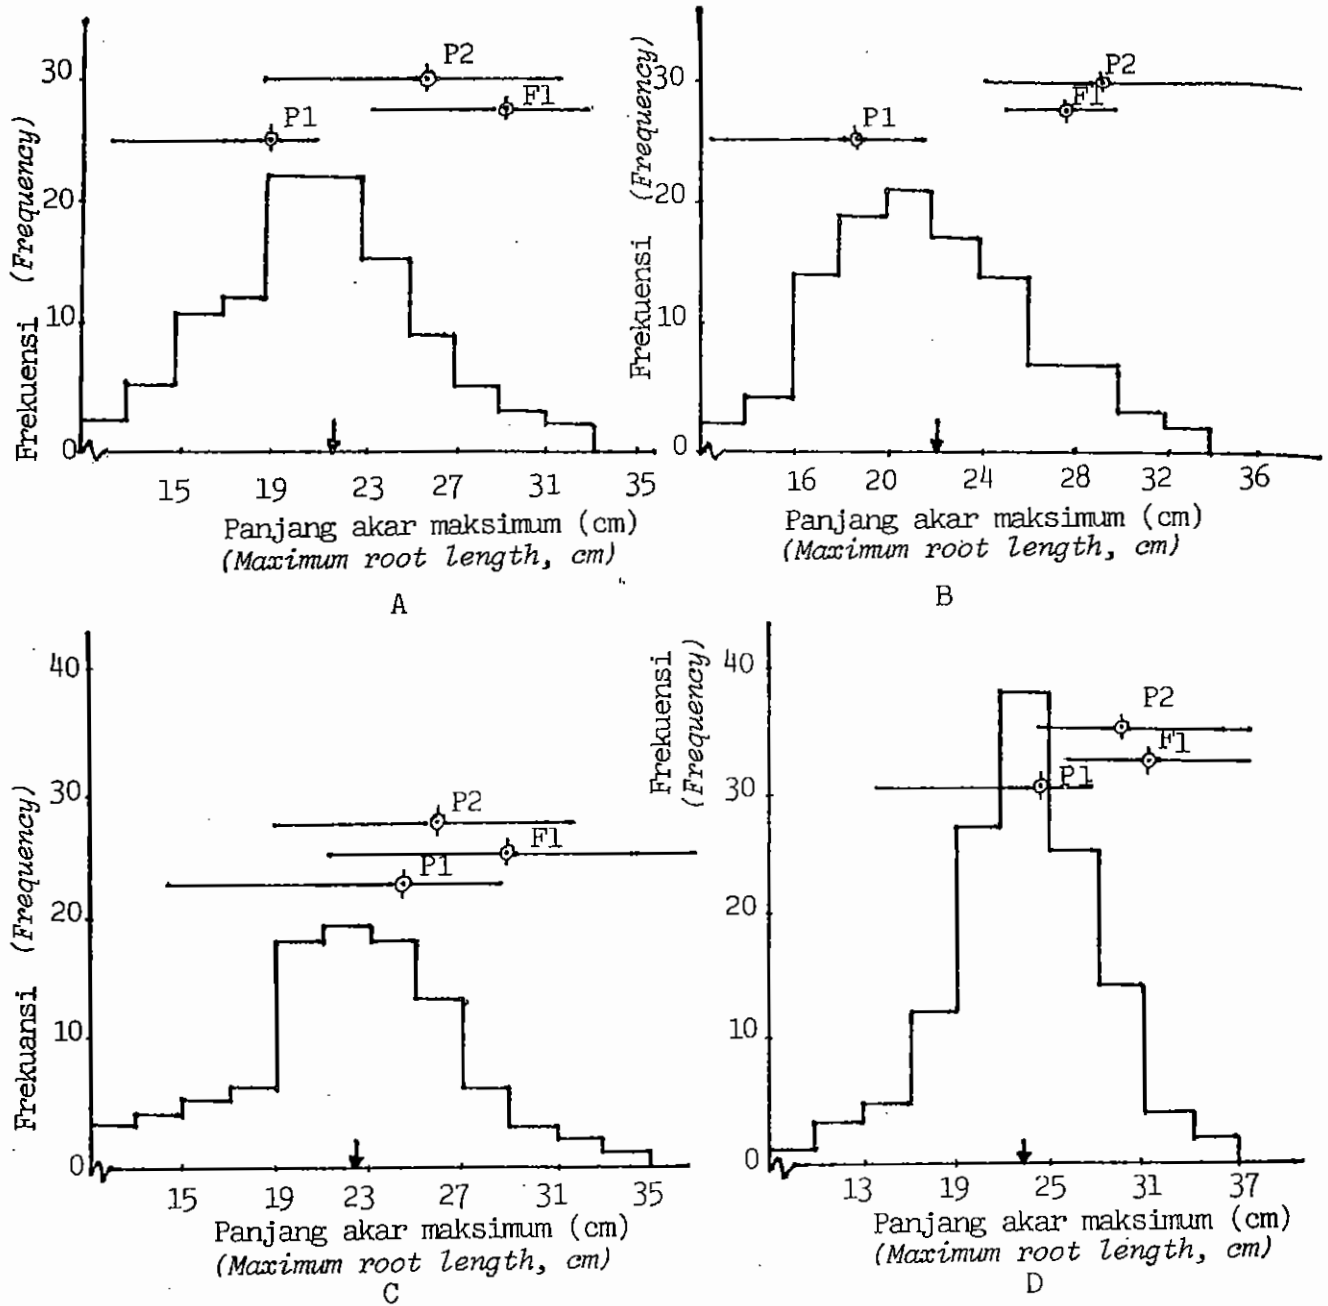 Frekuensi (Frequency)
30
20
10
0
P2
F1
P1
15 19 23 27 31 35
Panjang akar maksimum (cm)
(Maximum root length, cm)
A
Frekuensi (Frequency)
30
20
10
0
P2
F1
P1
16 20 24 28 32 36
Panjang akar maksimum (cm)
(Maximum root length, cm)
B
Frekuansi (Frequency)
40
30
20
10
0
P2
F1
P1
15 19 23 27 31 35
Panjang akar maksimum (cm)
(Maximum root length, cm)
C
Frekuensi
(Frequency)
40
30
20
10
0
P2
F1
P1
13 19 25 31 37
Panjang akar maksimum (cm)
(Maximum root length, cm)
D